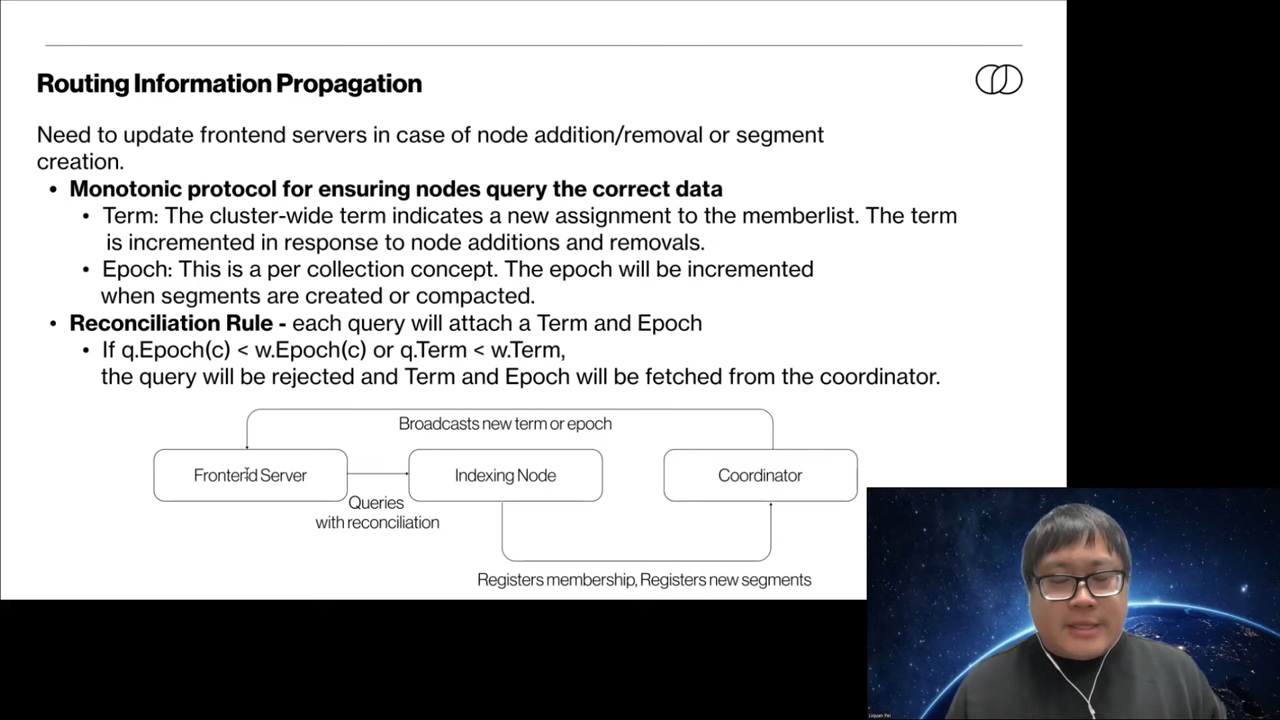 Routing Information Propagation
Need to update frontend servers in case of node addition/removal or segment
creation.
• Monotonic protocol for ensuring nodes query the correct data
• Term: The cluster-wide term indicates a new assignment to the memberlist. The term
is incremented in response to node additions and removals.
• Epoch: This is a per collection concept. The epoch will be incremented
when segments are created or compacted.
• Reconciliation Rule - each query will attach a Term and Epoch
• If q.Epoch(c) < w.Epoch(c) or q.Term < w.Term,
the query will be rejected and Term and Epoch will be fetched from the coordinator.
Broadcasts new term or epoch
Frontend Server
Indexing Node
Coordinator
Queries
with reconciliation
Registers membership, Registers new segments
Liquan Pei